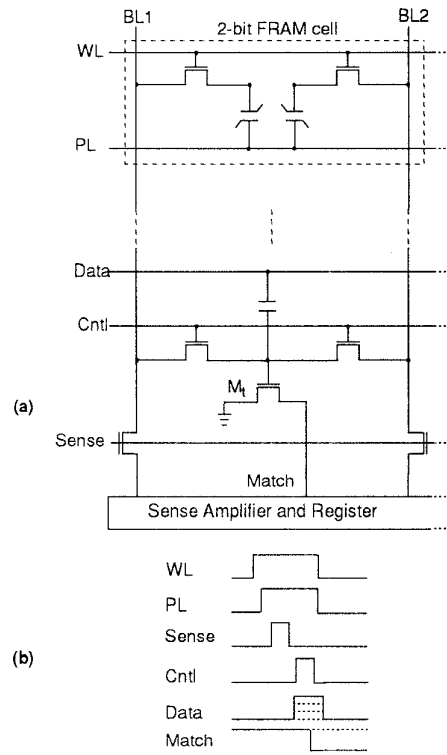 BL1
BL2
2-bit FRAM cell
WL
PL
Data
Cntl
Mt
(a)
Sense
Match
Sense Amplifier and Register
WL
PL
Sense
(b)
Cntl
Data
Match